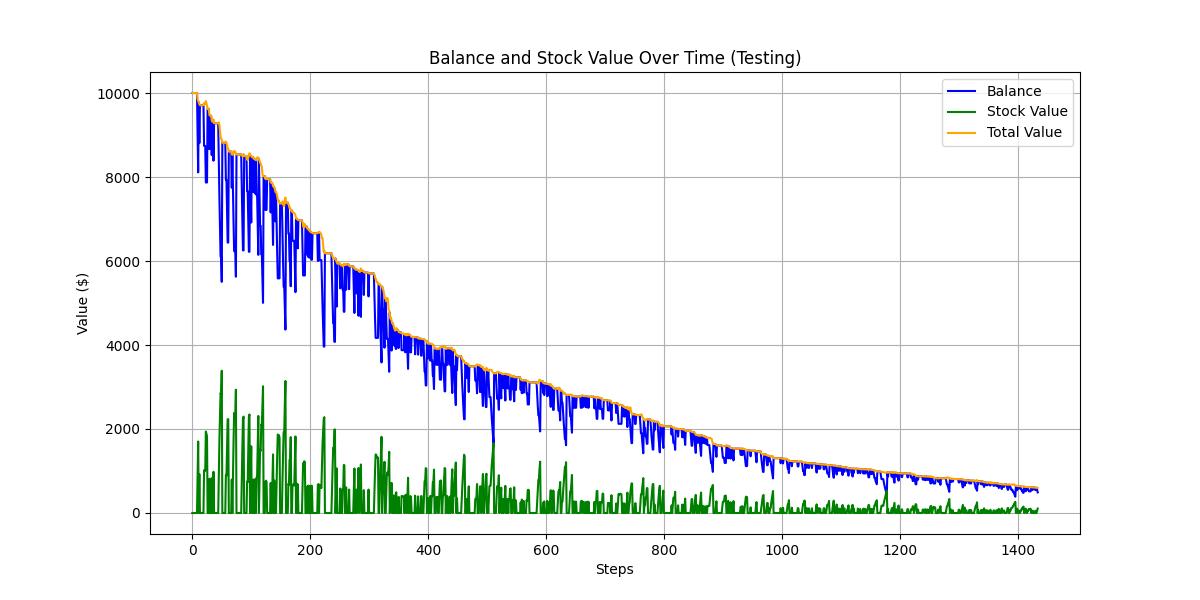 Balance and Stock Value Over Time (Testing)
Balance
Stock Value
Total Value
Value ($)
10000
8000
6000
4000
2000
0
0 200 400 600 800 1000 1200 1400
Steps